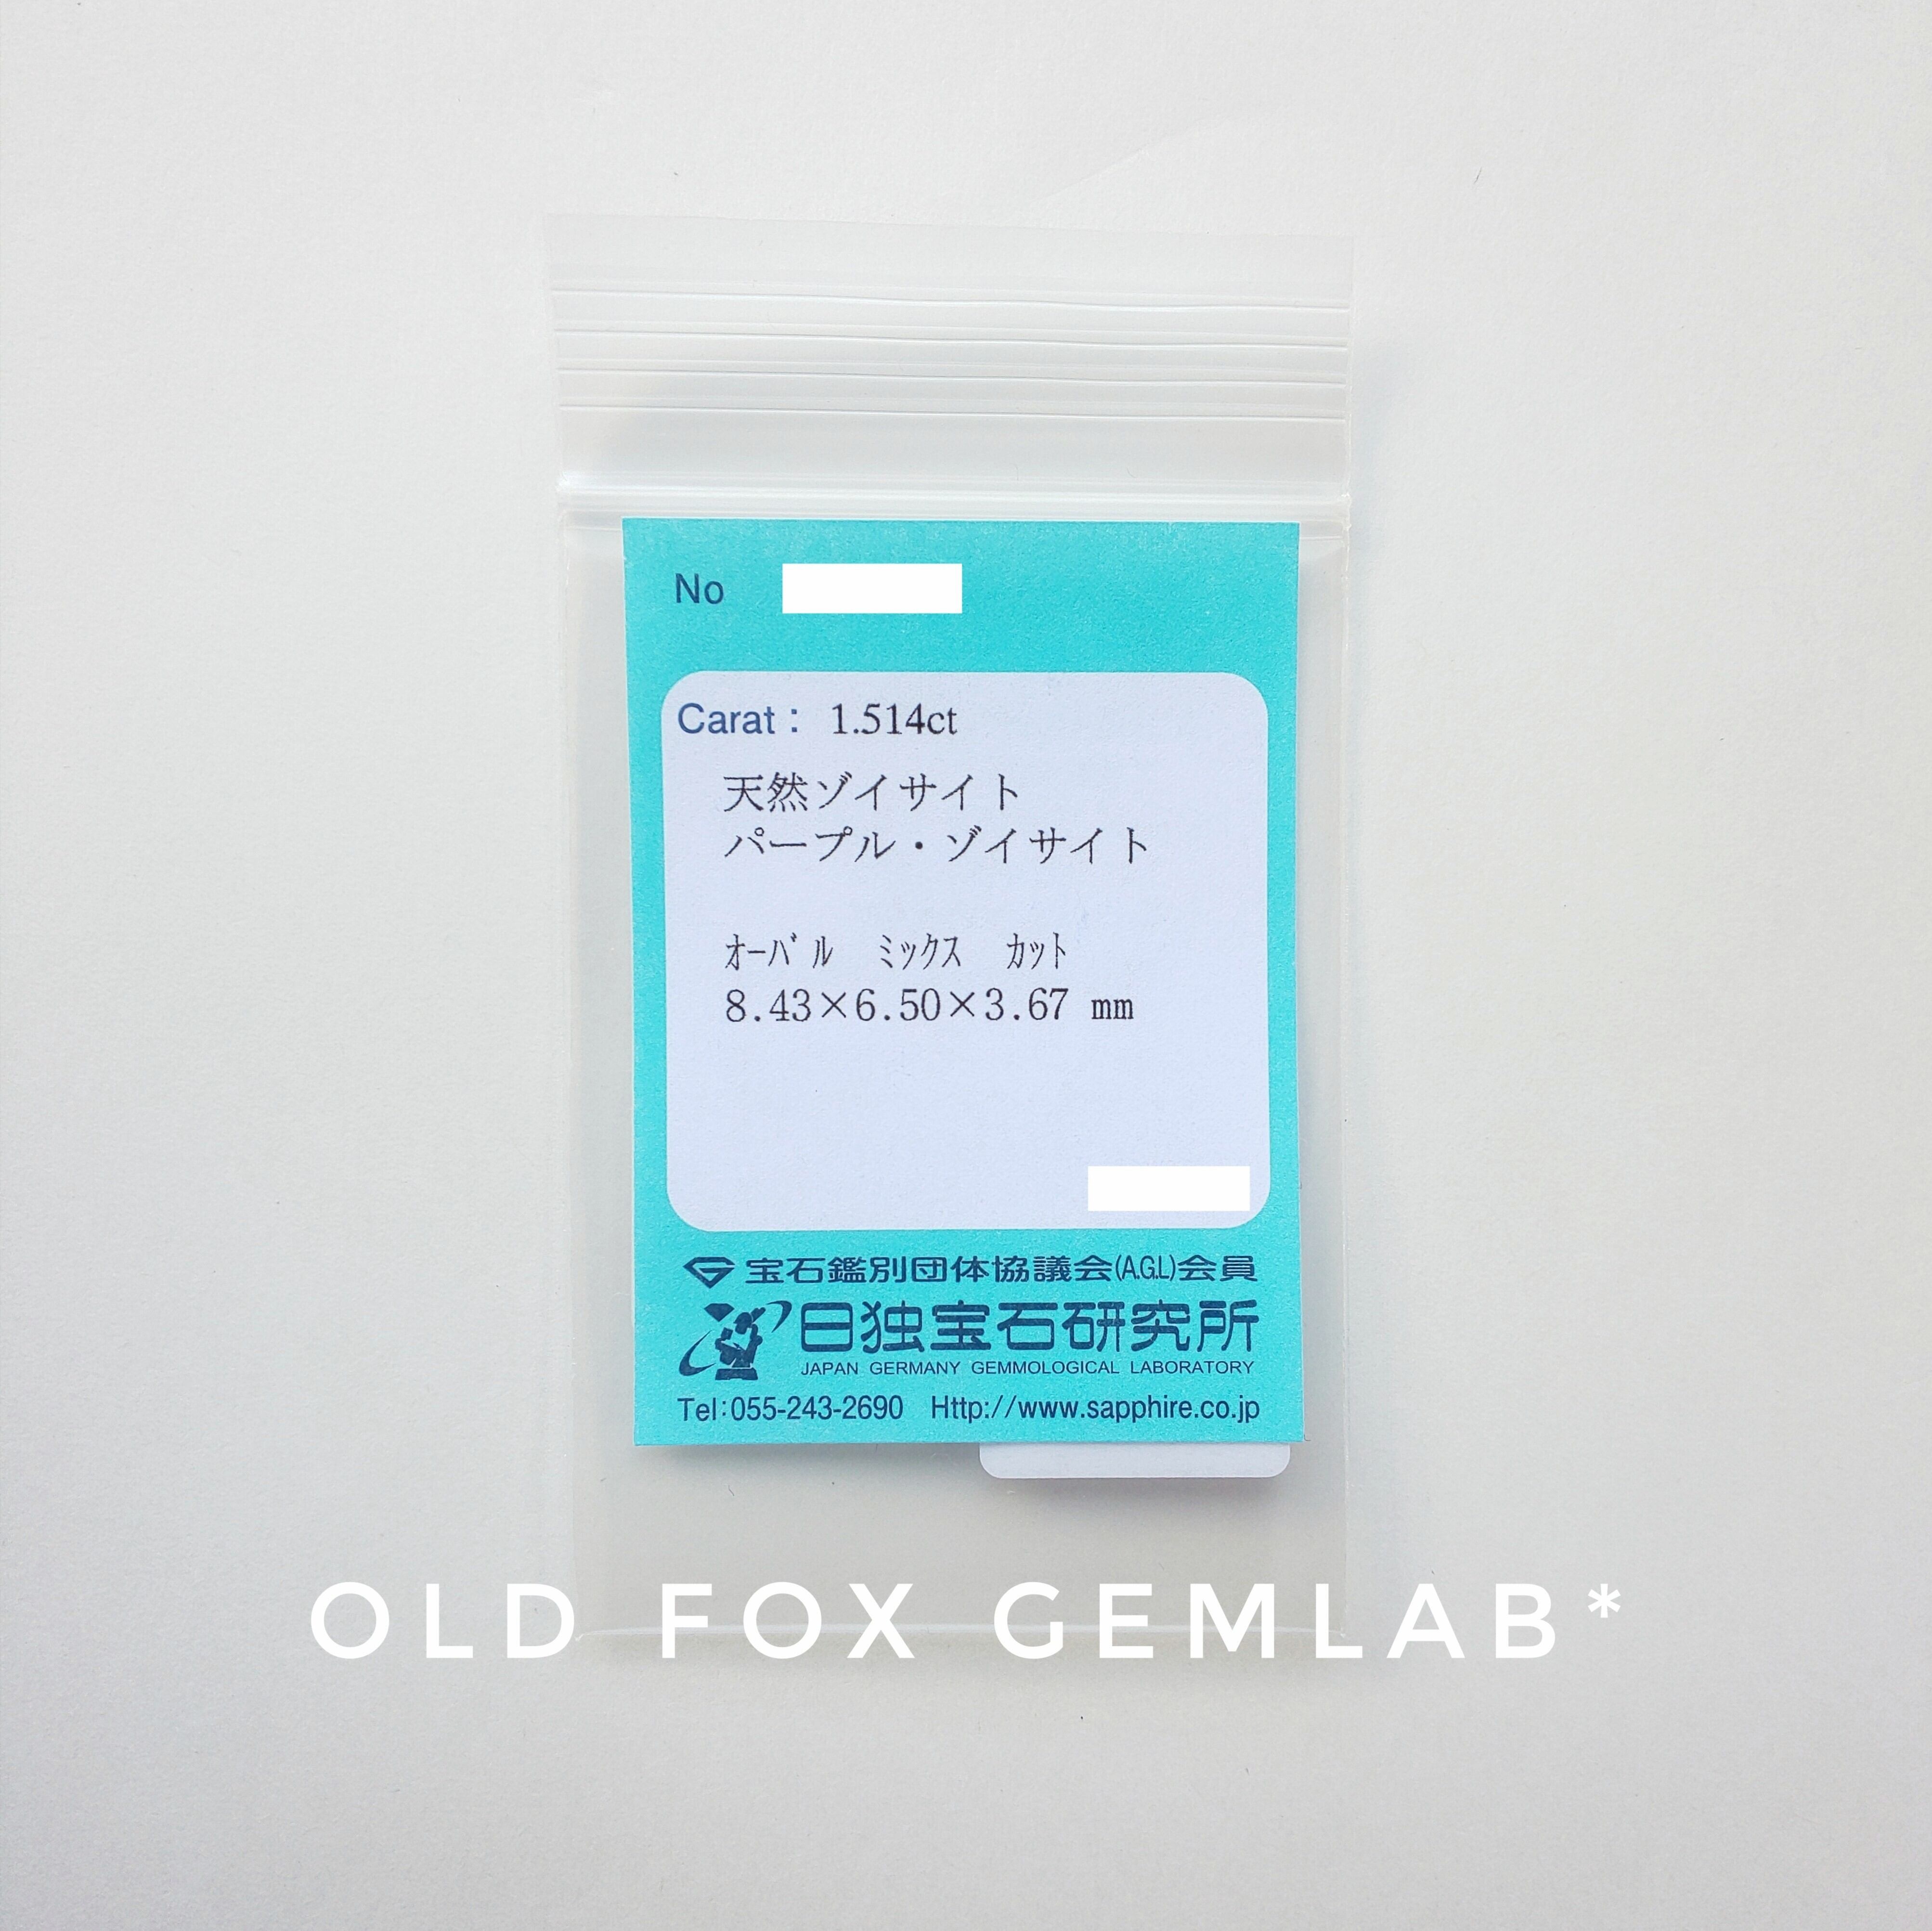 No
Carat： 1.514ct
天然ゾイサイト
パープル・ゾイサイト
ｵｰﾊﾞﾙ ﾐｯｸｽ ｶｯﾄ
8.43×6.50×3.67 mm
宝石鑑別団体協議会(A.G.L)会員
日独宝石研究所
JAPAN GERMANY GEMMOLOGICAL LABORATORY
Tel:055-243-2690 Http://www.sapphire.co.jp
OLD FOX GEMLAB*